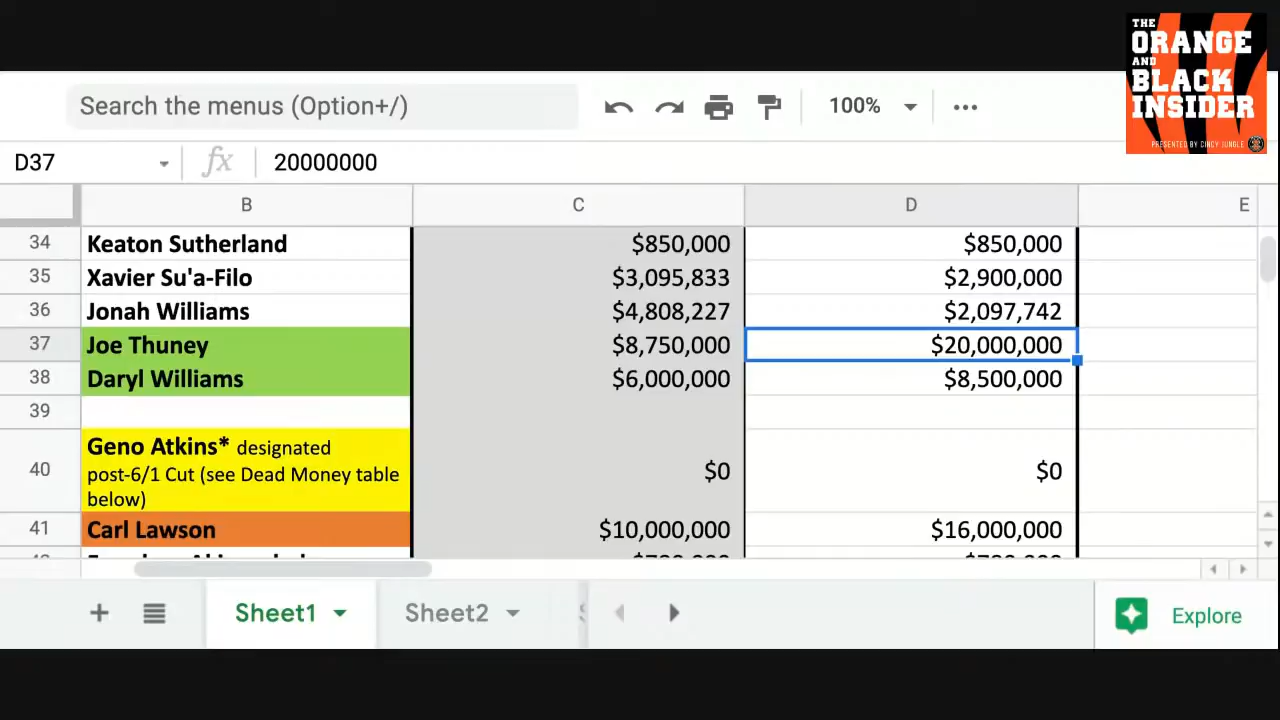 THE
ORANGE
AND
BLACK
INSIDER
PRESENTED BY CINCY JUNGLE
Search the menus (Option+/)
100%
D37
fx
20000000
B C D E
34 Keaton Sutherland $850,000 $850,000
35 Xavier Su'a-Filo $3,095,833 $2,900,000
36 Jonah Williams $4,808,227 $2,097,742
37 Joe Thuney $8,750,000 $20,000,000
38 Daryl Williams $6,000,000 $8,500,000
39
40 Geno Atkins* designated
post-6/1 Cut (see Dead Money table
below) $0 $0
41 Carl Lawson $10,000,000 $16,000,000
Sheet1 Sheet2
Explore